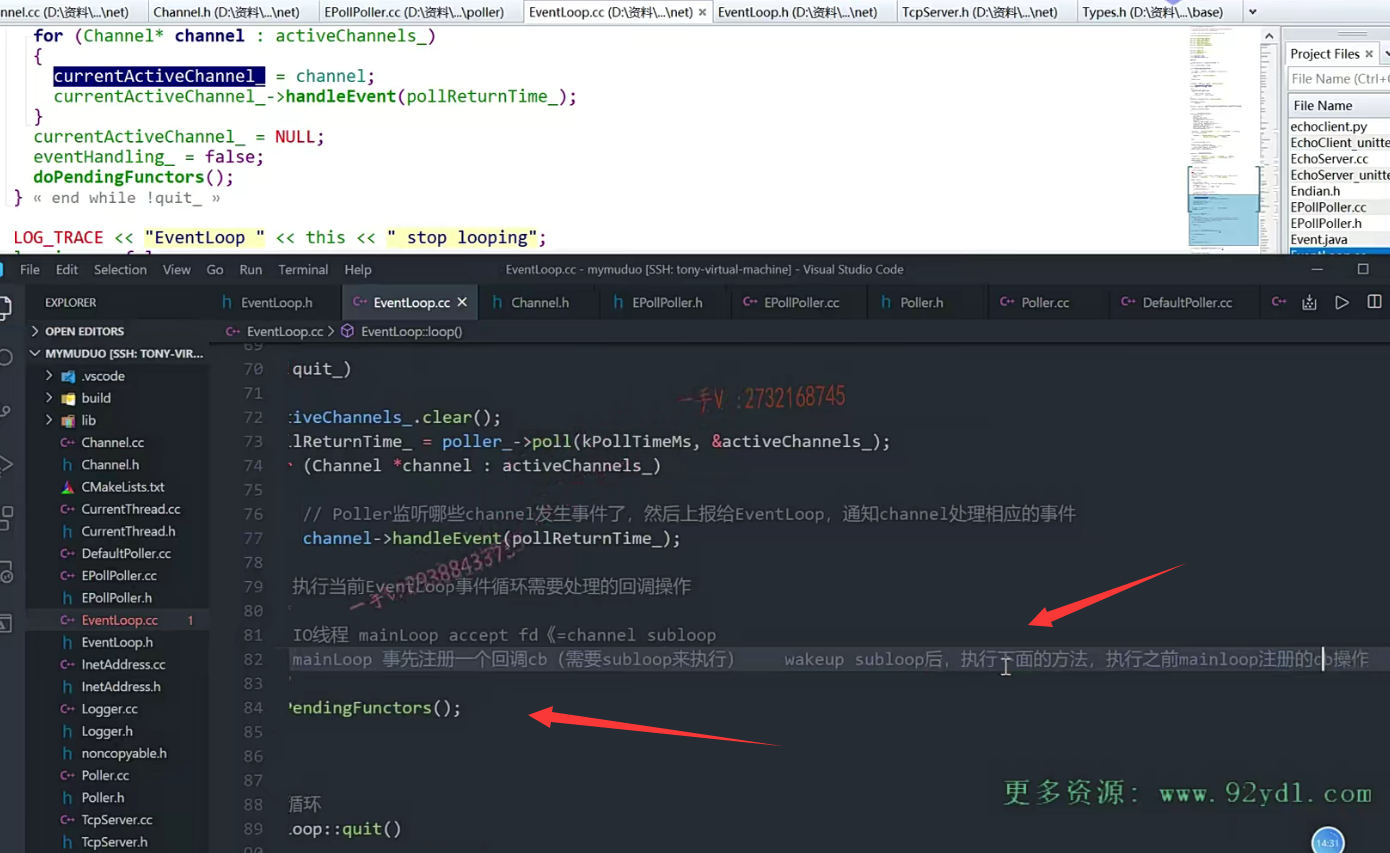 nnel.cc (D:\资料\...\net) Channel.h (D:\资料\...\net) EPollPoller.cc (D:\资料\...\poller) EventLoop.cc (D:\资料\...\net) × EventLoop.h (D:\资料\...\net) TcpServer.h (D:\资料\...\net) Types.h (D:\资料\...\base)
for (Channel* channel : activeChannels_)
{
currentActiveChannel_ = channel;
currentActiveChannel_->handleEvent(pollReturnTime_);
}
currentActiveChannel_ = NULL;
eventHandling_ = false;
doPendingFunctors();
} « end while !quit_ »
LOG_TRACE << "EventLoop " << this << " stop looping";
Project Files ×
File Name (Ctrl+
File Name
echoclient.py
EchoClient_unitte
EchoServer.cc
EchoServer_unitte
Endian.h
EPollPoller.cc
EPollPoller.h
Event.java
EventLoop.cc
File Edit Selection View Go Run Terminal Help
EventLoop.cc - mymuduo [SSH: tony-virtual-machine] - Visual Studio Code
EXPLORER
EventLoop.h C++ EventLoop.cc × Channel.h EPollPoller.h C++ EPollPoller.cc Poller.h C++ Poller.cc C++ DefaultPoller.cc C++
OPEN EDITORS
C++ EventLoop.cc > EventLoop::loop()
MYMUDUO [SSH: TONY-VIR...
.vscode
build
lib
C++ Channel.cc
h Channel.h
CMakeLists.txt
C++ CurrentThread.cc
h CurrentThread.h
C++ DefaultPoller.cc
C++ EPollPoller.cc
h EPollPoller.h
C++ EventLoop.cc 1
h EventLoop.h
C++ InetAddress.cc
h InetAddress.h
C++ Logger.cc
h Logger.h
h noncopyable.h
C++ Poller.cc
h Poller.h
C++ TcpServer.cc
h TcpServer.h
69
70 quit_)
71
72 iveChannels_.clear();
73 lReturnTime_ = poller_->poll(kPollTimeMs, &activeChannels_);
74 (Channel *channel : activeChannels_)
75
76 // Poller监听哪些channel发生事件了，然后上报给EventLoop，通知channel处理相应的事件
77 channel->handleEvent(pollReturnTime_);
78
79 执行当前EventLoop事件循环需要处理的回调操作
80
81 IO线程 mainLoop accept fd《=channel subloop
82 mainLoop 事先注册一个回调cb（需要subloop来执行） wakeup subloop后，执行下面的方法，执行之前mainloop注册的cb操作
83
84 PendingFunctors();
85
86
87
88 循环
89 oop::quit()
90
一手V :2732168745
一手V:
更多资源: www.92ydl.com
14:31